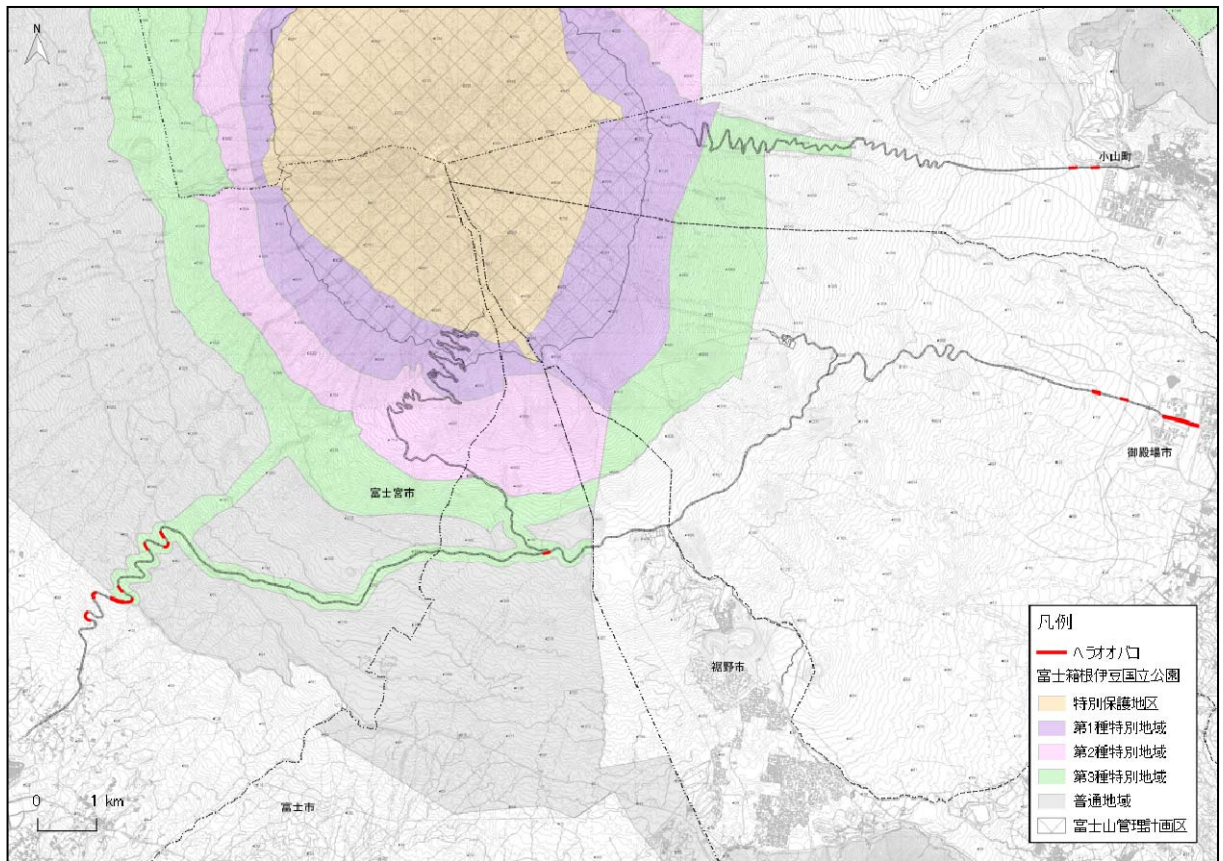 N
小山町
御殿場市
富士宮市
裾野市
富士市
0 1 km
凡例
ヘラオオバコ
富士箱根伊豆国立公園
特別保護地区
第1種特別地域
第2種特別地域
第3種特別地域
普通地域
富士山管理計画区